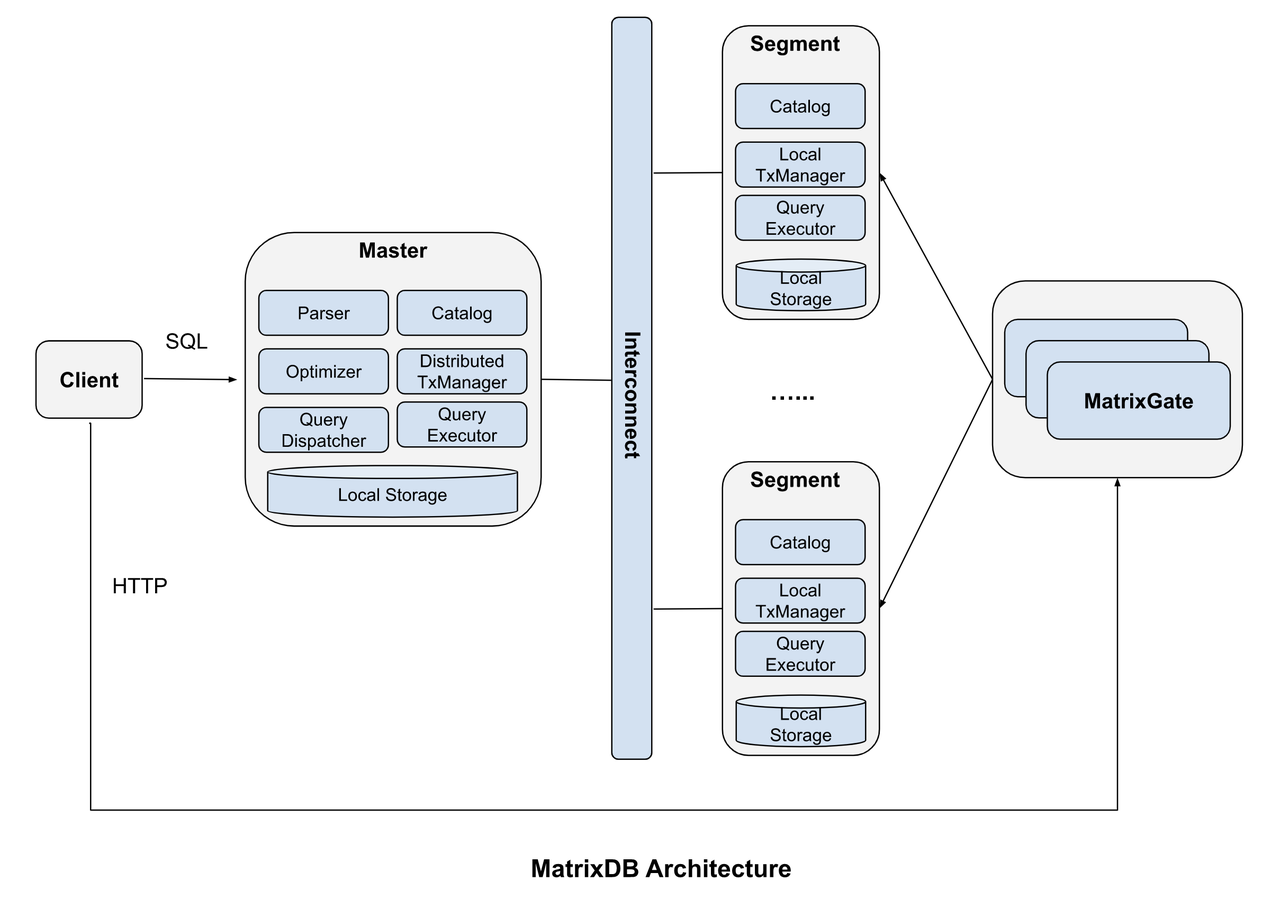 Client
SQL
HTTP
Master
Parser
Catalog
Optimizer
Distributed
TxManager
Query
Dispatcher
Query
Executor
Local Storage
Interconnect
Segment
Catalog
Local
TxManager
Query
Executor
Local
Storage
......
Segment
Catalog
Local
TxManager
Query
Executor
Local
Storage
MatrixGate
MatrixDB Architecture